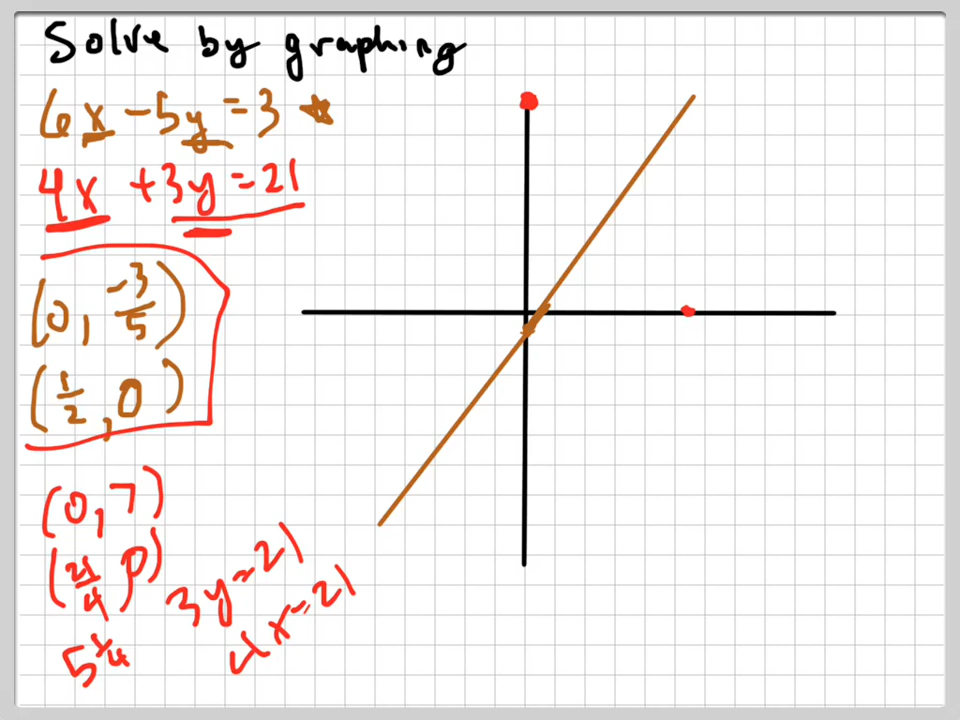 Solve by graphing
6x - 5y = 3
4x + 3y = 21
(0, -3/5)
(1/2, 0)
(0, 7)
(21/4, 0)
3y = 21
4x = 21
5 1/4